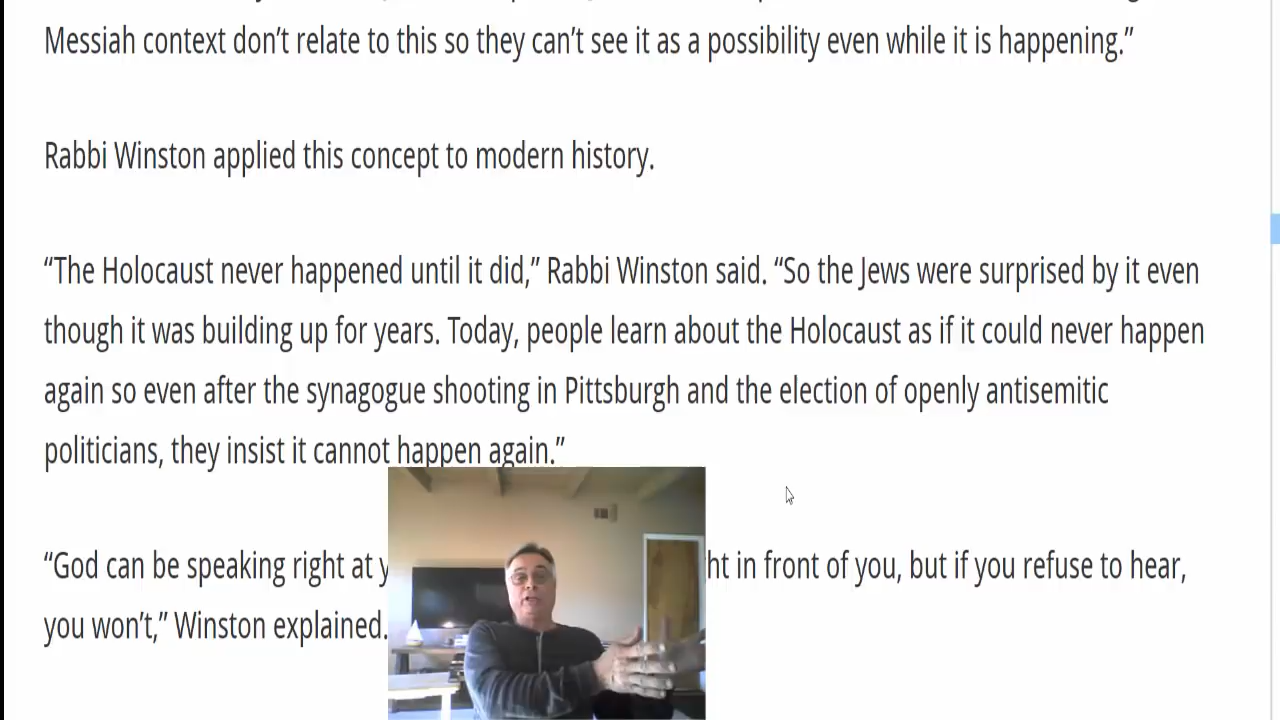 Messiah context don’t relate to this so they can’t see it as a possibility even while it is happening.”
Rabbi Winston applied this concept to modern history.
“The Holocaust never happened until it did,” Rabbi Winston said. “So the Jews were surprised by it even
though it was building up for years. Today, people learn about the Holocaust as if it could never happen
again so even after the synagogue shooting in Pittsburgh and the election of openly antisemitic
politicians, they insist it cannot happen again.”
“God can be speaking right at in front of you, but if you refuse to hear,
you won’t,” Winston explained.